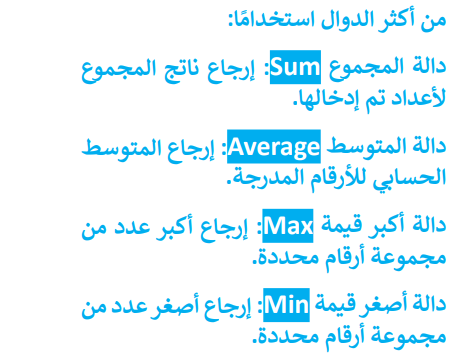 من أكثر الدوال استخدامًا:
دالة المجموع Sum: إرجاع ناتج المجموع
لأعداد تم إدخالها.
دالة المتوسط Average: إرجاع المتوسط
الحسابي للأرقام المدرجة.
دالة أكبر قيمة Max: إرجاع أكبر عدد من
مجموعة أرقام محددة.
دالة أصغر قيمة Min: إرجاع أصغر عدد من
مجموعة أرقام محددة.